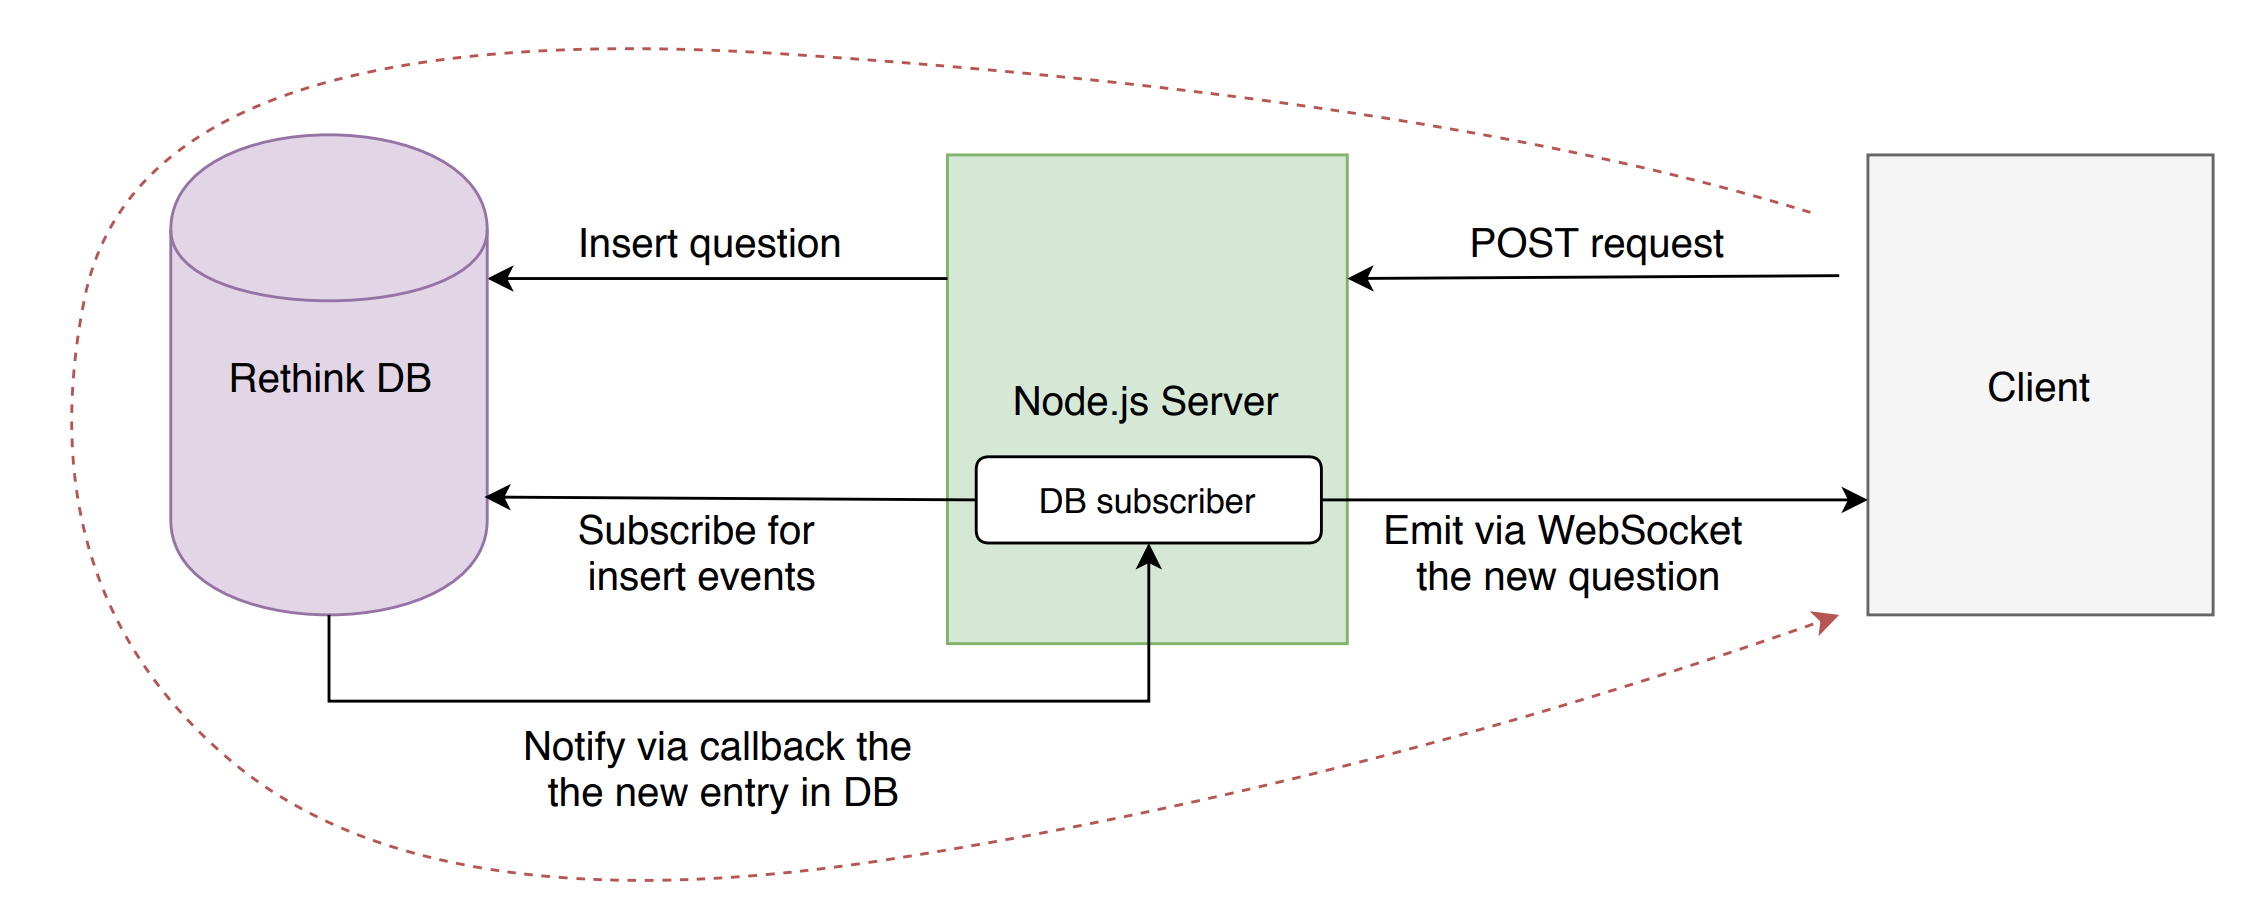 Insert question
POST request
Rethink DB
Node.js Server
Client
DB subscriber
Subscribe for
insert events
Emit via WebSocket
the new question
Notify via callback the
the new entry in DB